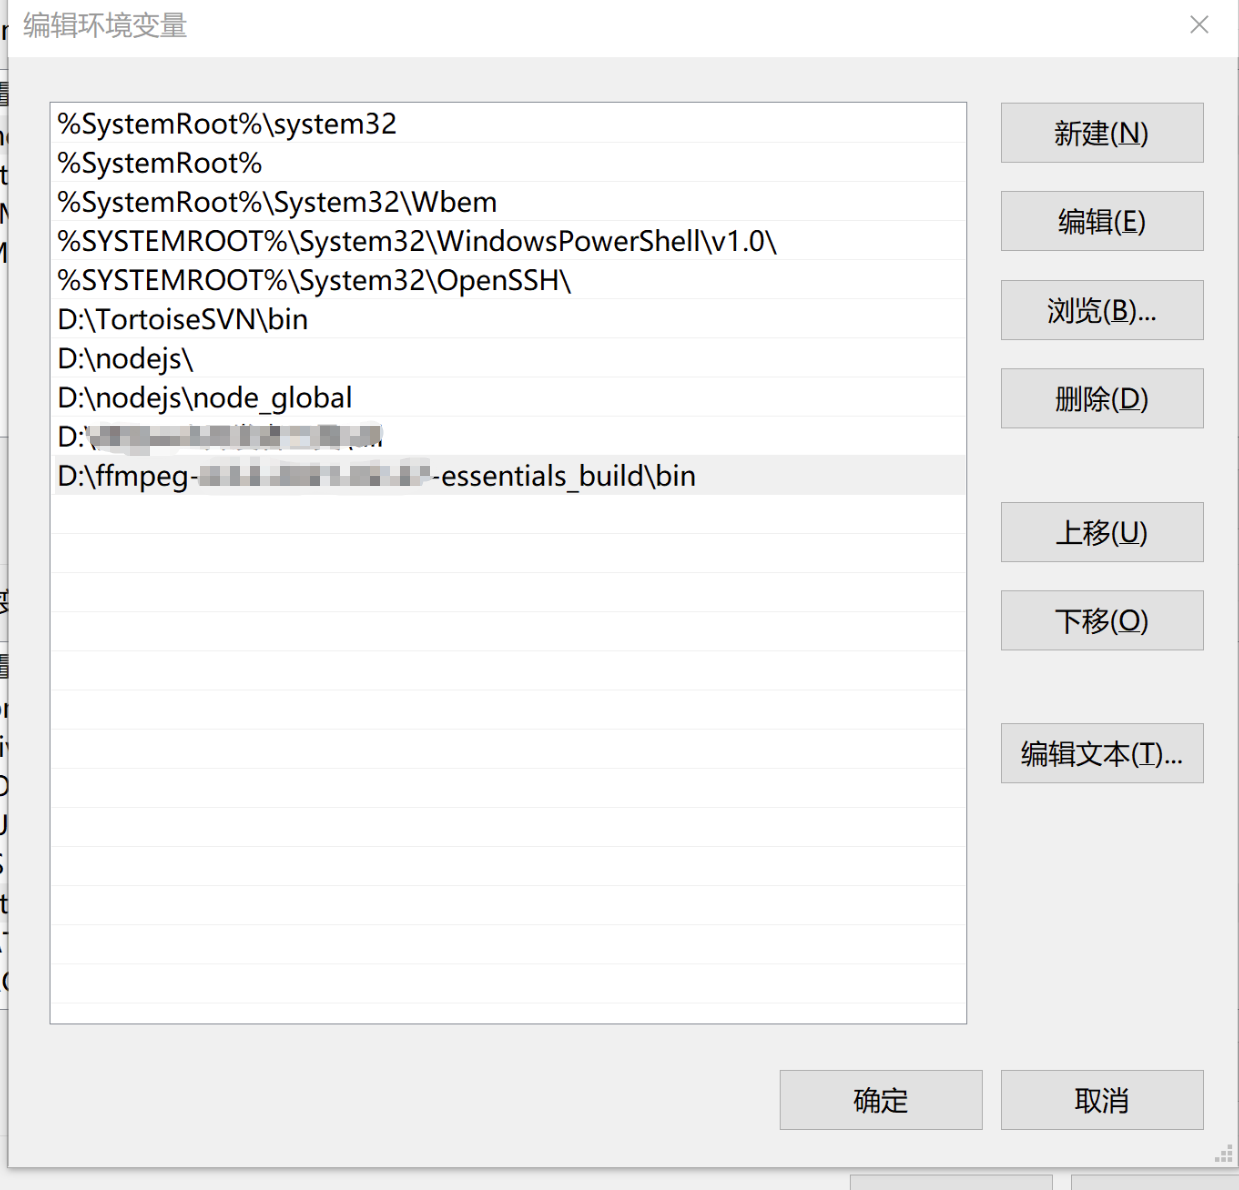 编辑环境变量
%SystemRoot%\system32
%SystemRoot%
%SystemRoot%\System32\Wbem
%SYSTEMROOT%\System32\WindowsPowerShell\v1.0\
%SYSTEMROOT%\System32\OpenSSH\
D:\TortoiseSVN\bin
D:\nodejs\
D:\nodejs\node_global
D:\
D:\ffmpeg- -essentials_build\bin
新建(N)
编辑(E)
浏览(B)...
删除(D)
上移(U)
下移(O)
编辑文本(T)...
确定
取消